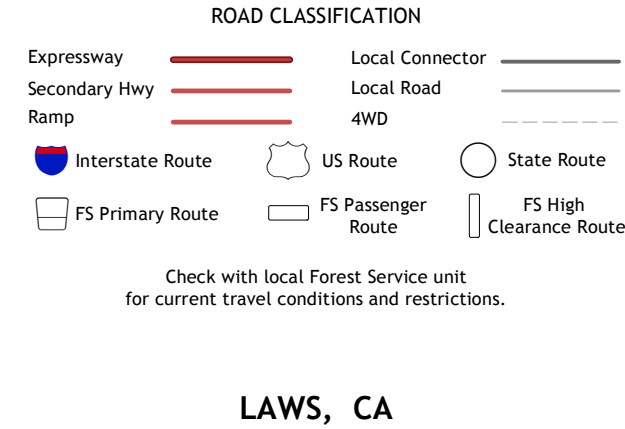 ROAD CLASSIFICATION
Expressway
Local Connector
Secondary Hwy
Local Road
Ramp
4WD
Interstate Route
US Route
State Route
FS Primary Route
FS Passenger
Route
FS High
Clearance Route
Check with local Forest Service unit
for current travel conditions and restrictions.
LAWS, CA